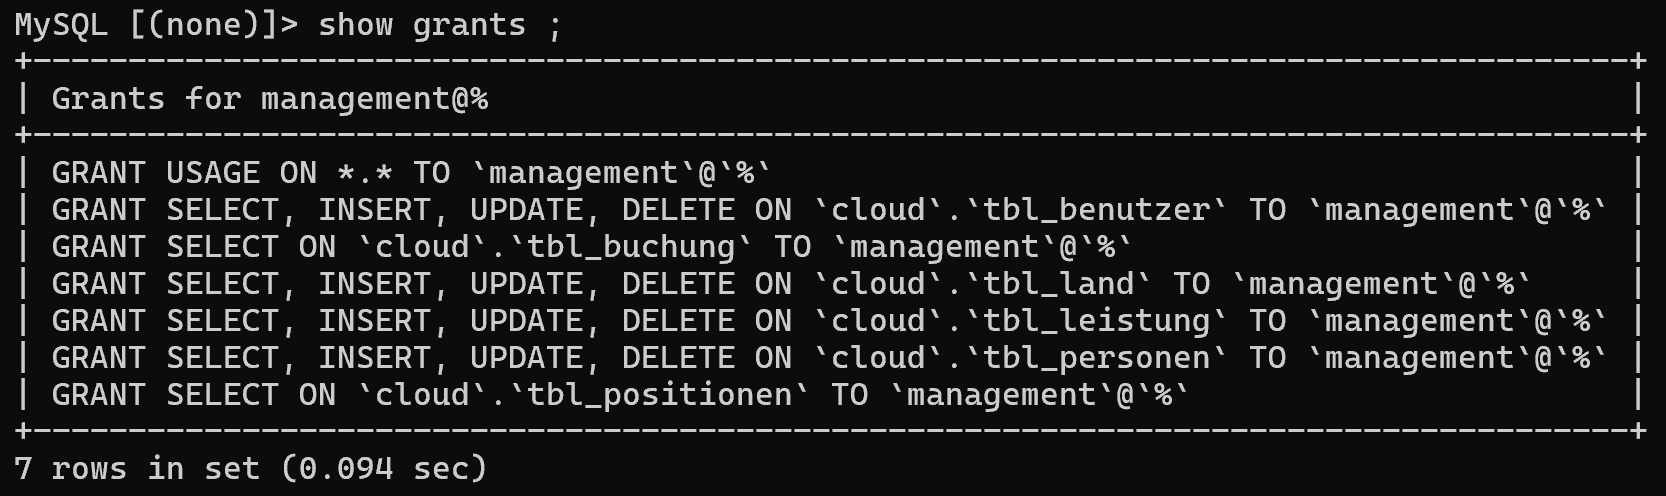 MySQL [(none)]> show grants ;
+------------------------------------------------------------------------------------+
| Grants for management@%                                                            |
+------------------------------------------------------------------------------------+
| GRANT USAGE ON *.* TO `management`@`%`                                             |
| GRANT SELECT, INSERT, UPDATE, DELETE ON `cloud`.`tbl_benutzer` TO `management`@`%` |
| GRANT SELECT ON `cloud`.`tbl_buchung` TO `management`@`%`                          |
| GRANT SELECT, INSERT, UPDATE, DELETE ON `cloud`.`tbl_land` TO `management`@`%`     |
| GRANT SELECT, INSERT, UPDATE, DELETE ON `cloud`.`tbl_leistung` TO `management`@`%` |
| GRANT SELECT, INSERT, UPDATE, DELETE ON `cloud`.`tbl_personen` TO `management`@`%` |
| GRANT SELECT ON `cloud`.`tbl_positionen` TO `management`@`%`                       |
+------------------------------------------------------------------------------------+
7 rows in set (0.094 sec)